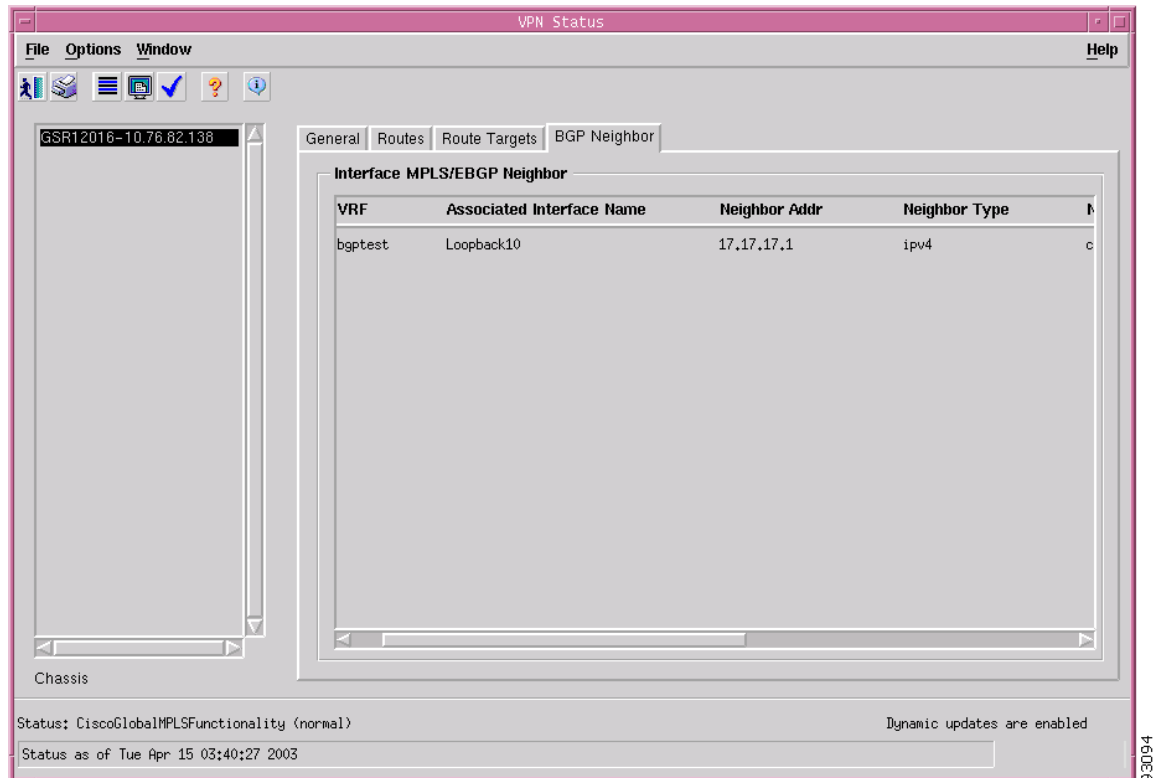 VPN Status
File Options Window Help
GSR12016-10.76.82.138
General Routes Route Targets BGP Neighbor
Interface MPLS/EBGP Neighbor
VRF Associated Interface Name Neighbor Addr Neighbor Type
bgptest Loopback10 17.17.17.1 ipv4 c
Chassis
Status: CiscoGlobalMPLSFunctionality (normal) Dynamic updates are enabled
Status as of Tue Apr 15 03:40:27 2003
93094